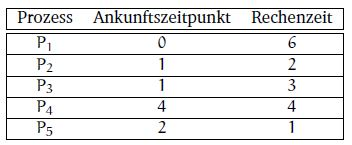 Prozess Ankunftszeitpunkt Rechenzeit
P1 0 6
P2 1 2
P3 1 3
P4 4 4
P5 2 1